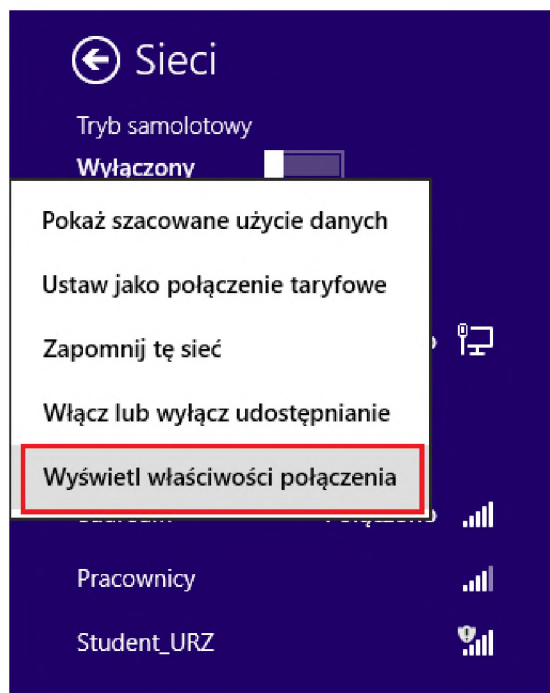 Sieci
Tryb samolotowy
Wyłączony
Pokaż szacowane użycie danych
Ustaw jako połączenie taryfowe
Zapomnij tę sieć
Włącz lub wyłącz udostępnianie
Wyświetl właściwości połączenia
Pracownicy
Student_URZ